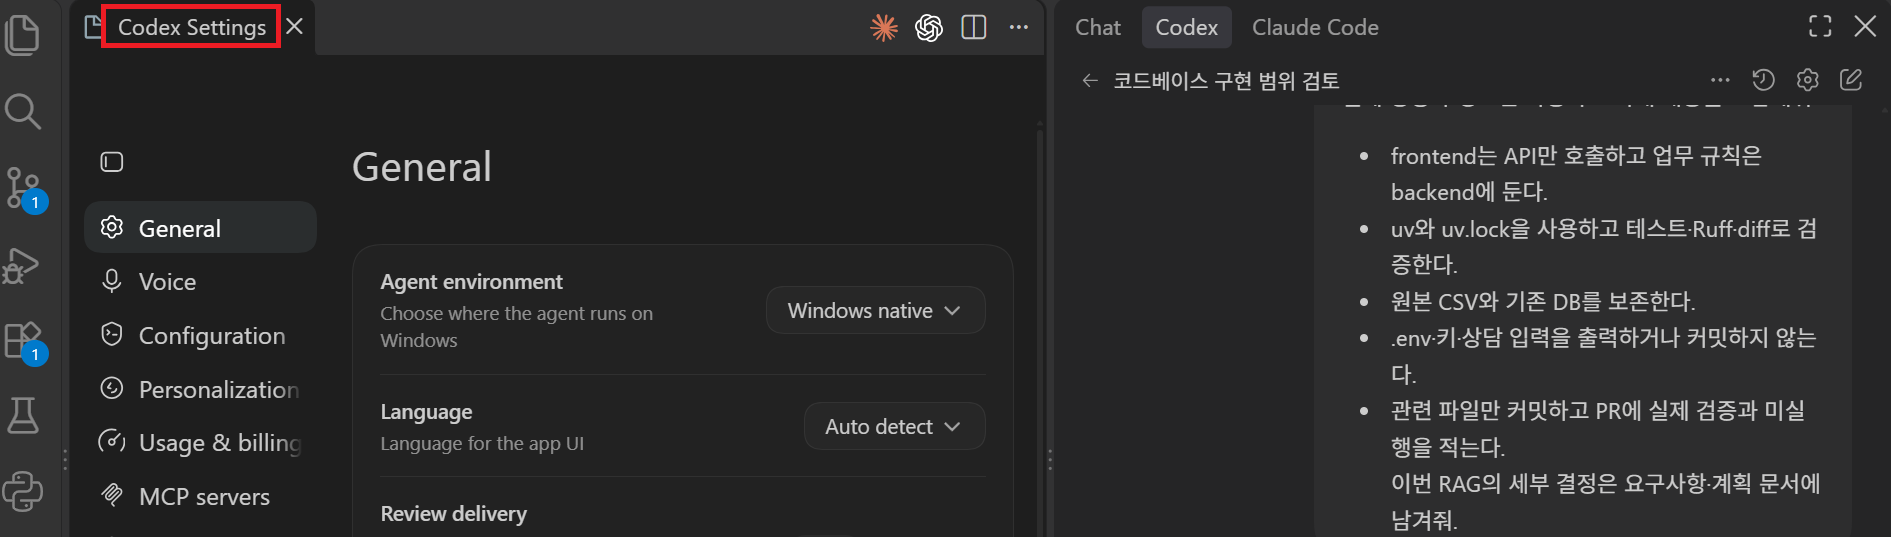 Codex Settings
Chat
Codex
Claude Code
코드베이스 구현 범위 검토
General
General
Voice
Configuration
Personalization
Usage & billing
MCP servers
Agent environment
Choose where the agent runs on
Windows
Windows native
Language
Language for the app UI
Auto detect
Review delivery
1
1
frontend는 API만 호출하고 업무 규칙은
backend에 둔다.
uv와 uv.lock을 사용하고 테스트·Ruff·diff로 검
증한다.
원본 CSV와 기존 DB를 보존한다.
.env·키·상담 입력을 출력하거나 커밋하지 않는
다.
관련 파일만 커밋하고 PR에 실제 검증과 미실
행을 적는다.
이번 RAG의 세부 결정은 요구사항·계획 문서에
남겨줘.